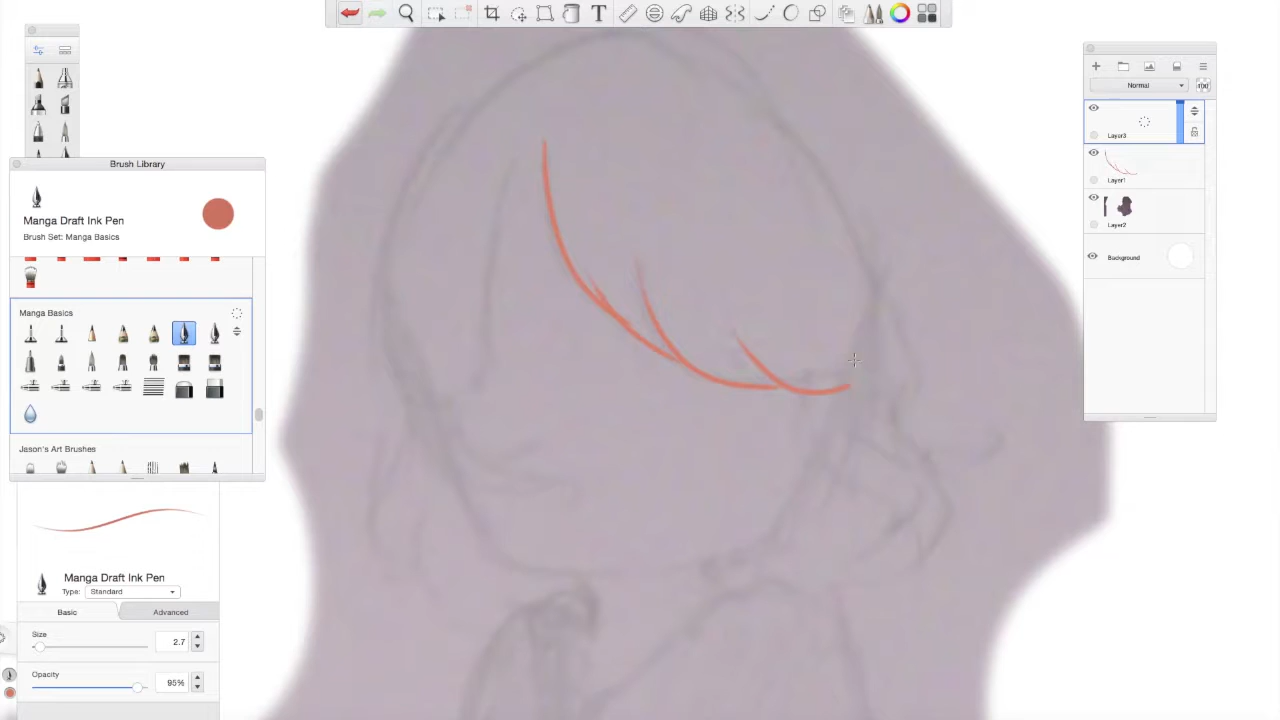 T
Brush Library
Manga Draft Ink Pen
Brush Set: Manga Basics
Manga Basics
Jason's Art Brushes
Manga Draft Ink Pen
Type: Standard
Basic Advanced
Size
2.7
Opacity
95%
Normal
Layer3
Layer1
Layer2
Background